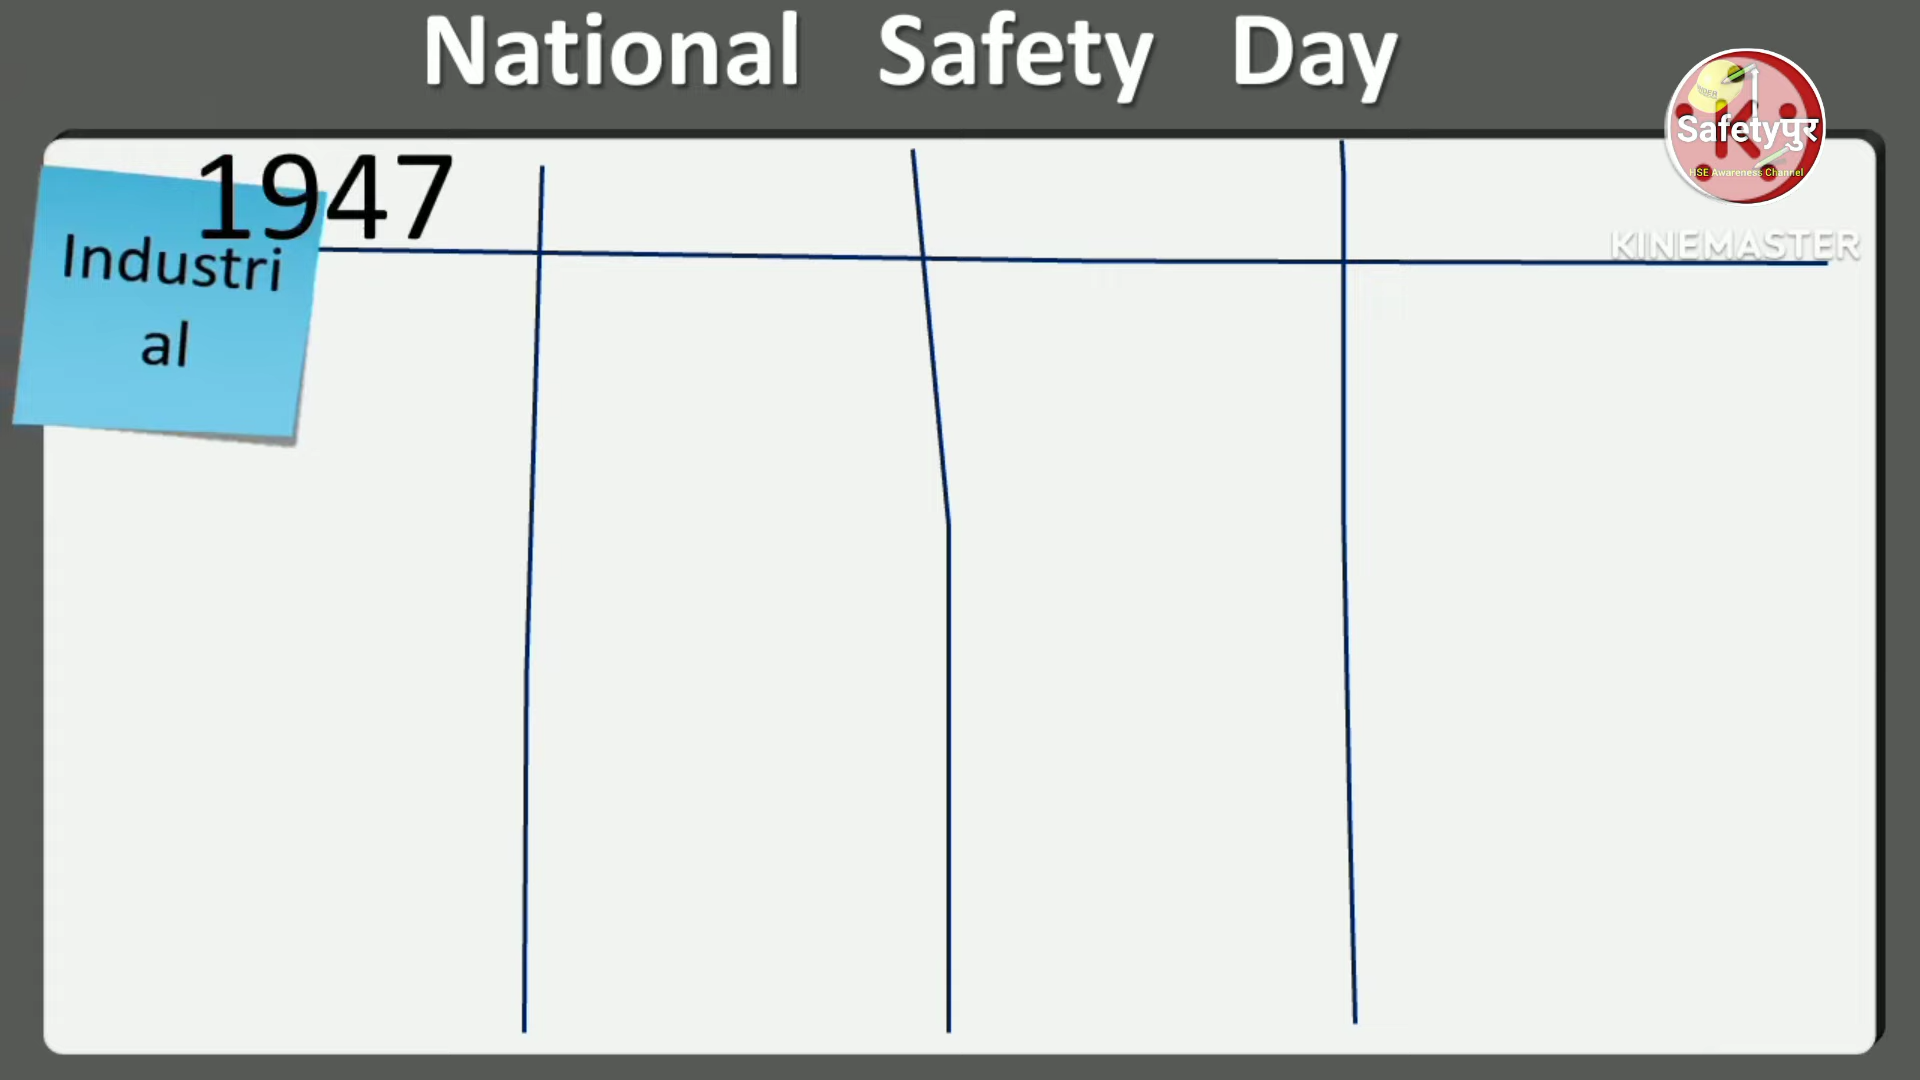 National Safety Day
1947
Industri
al
Safetyपुर
HSE Awareness Channel
KINEMASTER